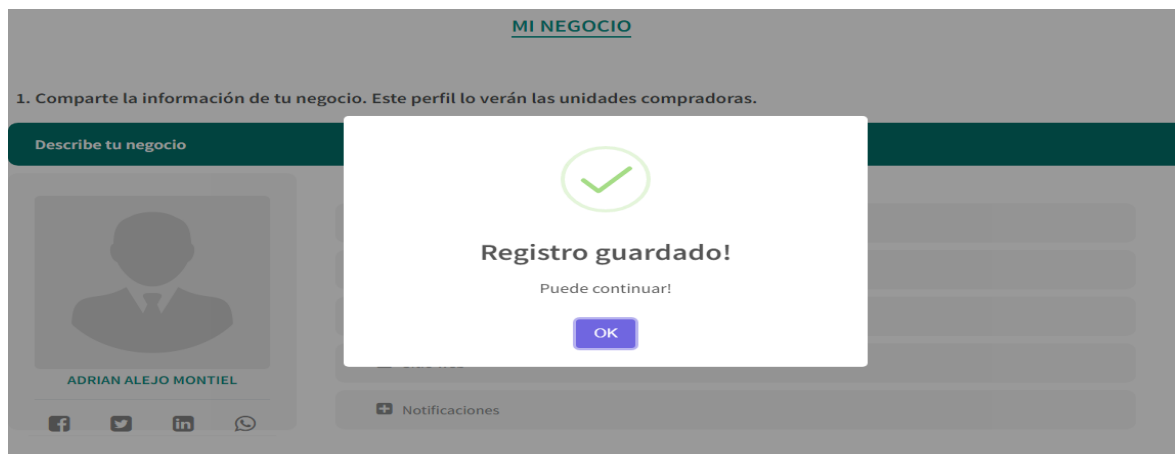 MI NEGOCIO
1. Comparte la información de tu negocio. Este perfil lo verán las unidades compradoras.
Describe tu negocio
Registro guardado!
Puede continuar!
OK
ADRIAN ALEJO MONTIEL
Notificaciones